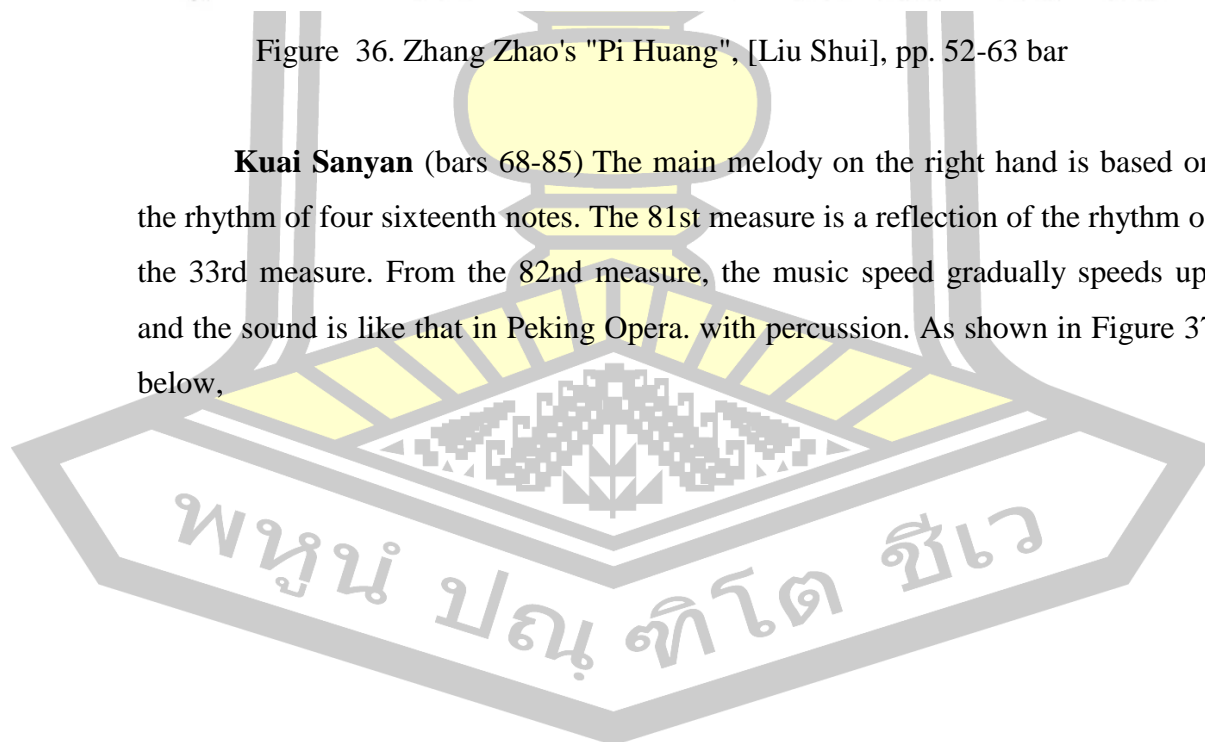 Figure 36. Zhang Zhao's "Pi Huang", [Liu Shui], pp. 52-63 bar
Kuai Sanyan (bars 68-85) The main melody on the right hand is based on
the rhythm of four sixteenth notes. The 81st measure is a reflection of the rhythm of
the 33rd measure. From the 82nd measure, the music speed gradually speeds up,
and the sound is like that in Peking Opera. with percussion. As shown in Figure 37
below,
พหูนํ ปณฺฑิโต ชีเว